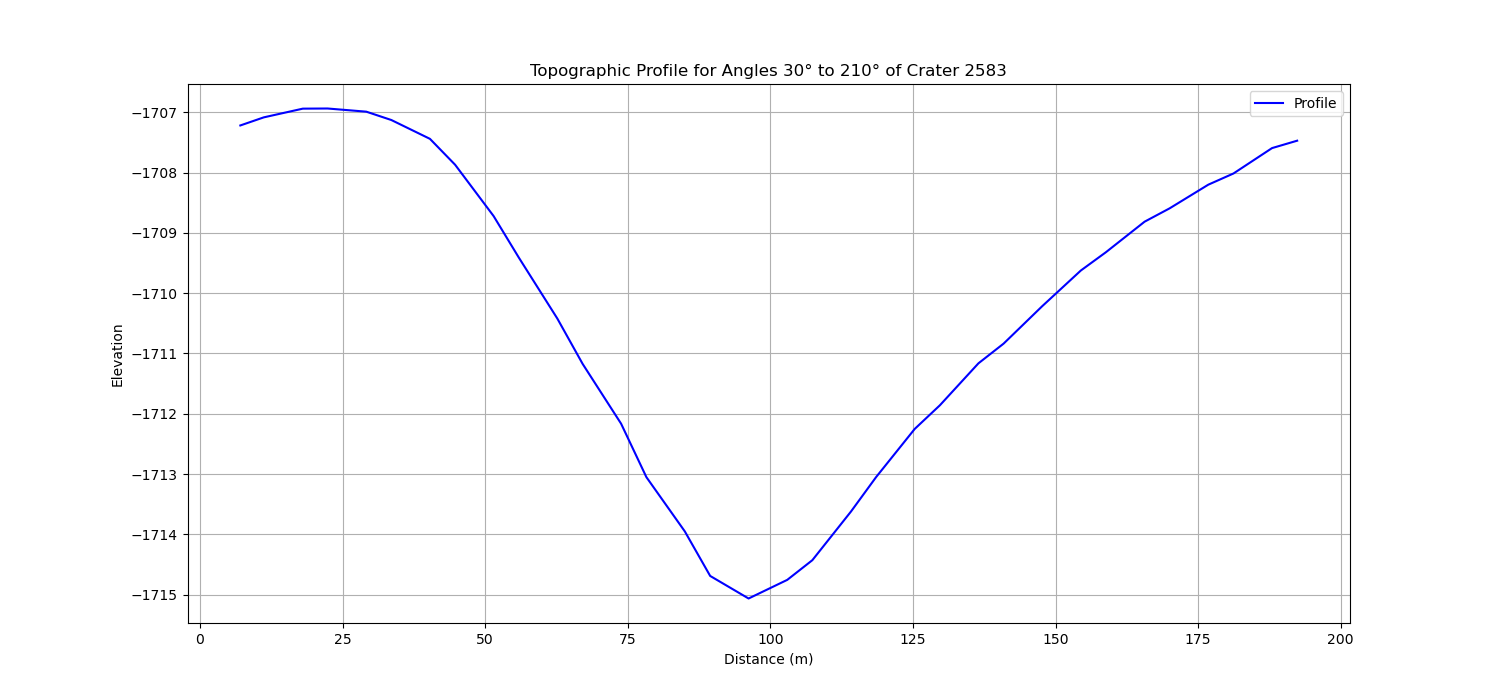 Topographic Profile for Angles 30° to 210° of Crater 2583
Profile
−1707
−1708
−1709
−1710
−1711
−1712
−1713
−1714
−1715
Elevation
0 25 50 75 100 125 150 175 200
Distance (m)